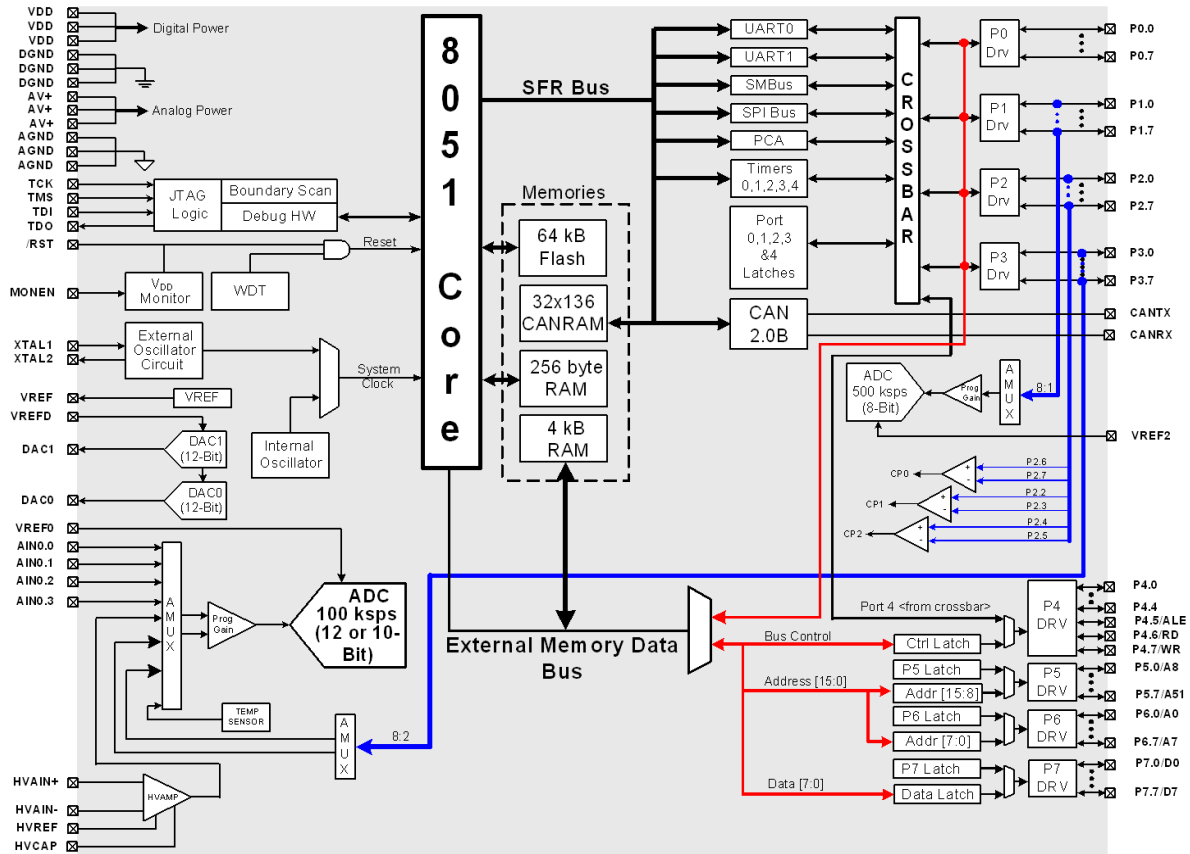 VDD
VDD
VDD
Digital Power
DGND
DGND
DGND
AV+
AV+
AV+
Analog Power
AGND
AGND
AGND
TCK
TMS
TDI
TDO
JTAG
Logic
Boundary Scan
Debug HW
/RST
Reset
VDD
Monitor
WDT
MONEN
XTAL1
XTAL2
External
Oscillator
Circuit
System
Clock
VREF
VREF
VREFD
DAC1
DAC1
(12-Bit)
Internal
Oscillator
DAC0
DAC0
(12-Bit)
VREF0
AIN0.0
AIN0.1
AIN0.2
AIN0.3
AMUX
Prog
Gain
ADC
100 ksps
(12 or 10-
Bit)
TEMP
SENSOR
AMUX
8:2
HVAIN+
HVAIN-
HVREF
HVCAP
HVAMP
8051 Core
SFR Bus
Memories
64 kB
Flash
32x136
CANRAM
256 byte
RAM
4 kB
RAM
External Memory Data
Bus
UART0
UART1
SMBus
SPI Bus
PCA
Timers
0,1,2,3,4
Port
0,1,2,3
&4
Latches
CAN
2.0B
CROSSBAR
P0
Drv
P1
Drv
P2
Drv
P3
Drv
P0.0
P0.7
P1.0
P1.7
P2.0
P2.7
P3.0
P3.7
CANTX
CANRX
ADC
500 ksps
(8-Bit)
Prog
Gain
AMUX
8:1
VREF2
CP0
+
-
P2.6
P2.7
CP1
+
-
P2.2
P2.3
CP2
+
-
P2.4
P2.5
Port 4 <from crossbar>
Bus Control
Ctrl Latch
P4
DRV
P4.0
P4.4
P4.5/ALE
P4.6/RD
P4.7/WR
Address [15:0]
P5 Latch
Addr [15:8]
P5
DRV
P5.0/A8
P5.7/A51
P6 Latch
Addr [7:0]
P6
DRV
P6.0/A0
P6.7/A7
Data [7:0]
P7 Latch
Data Latch
P7
DRV
P7.0/D0
P7.7/D7